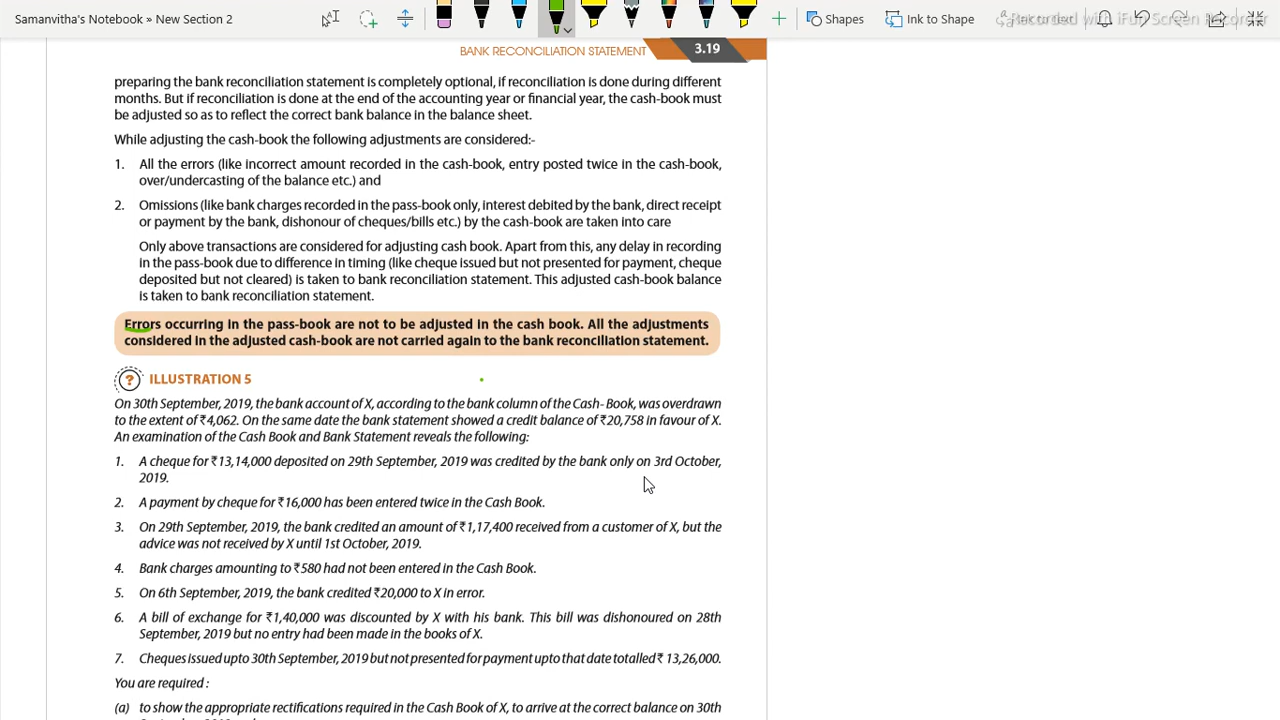 Samanvitha's Notebook » New Section 2
Shapes
Ink to Shape
Recorded with iFun Screen Recorder
BANK RECONCILIATION STATEMENT 3.19
preparing the bank reconciliation statement is completely optional, if reconciliation is done during different
months. But if reconciliation is done at the end of the accounting year or financial year, the cash-book must
be adjusted so as to reflect the correct bank balance in the balance sheet.
While adjusting the cash-book the following adjustments are considered:-
1. All the errors (like incorrect amount recorded in the cash-book, entry posted twice in the cash-book,
over/undercasting of the balance etc.) and
2. Omissions (like bank charges recorded in the pass-book only, interest debited by the bank, direct receipt
or payment by the bank, dishonour of cheques/bills etc.) by the cash-book are taken into care
Only above transactions are considered for adjusting cash book. Apart from this, any delay in recording
in the pass-book due to difference in timing (like cheque issued but not presented for payment, cheque
deposited but not cleared) is taken to bank reconciliation statement. This adjusted cash-book balance
is taken to bank reconciliation statement.
Errors occurring in the pass-book are not to be adjusted in the cash book. All the adjustments
considered in the adjusted cash-book are not carried again to the bank reconciliation statement.
? ILLUSTRATION 5
On 30th September, 2019, the bank account of X, according to the bank column of the Cash- Book, was overdrawn
to the extent of ₹4,062. On the same date the bank statement showed a credit balance of ₹20,758 in favour of X.
An examination of the Cash Book and Bank Statement reveals the following:
1. A cheque for ₹13,14,000 deposited on 29th September, 2019 was credited by the bank only on 3rd October,
2019.
2. A payment by cheque for ₹16,000 has been entered twice in the Cash Book.
3. On 29th September, 2019, the bank credited an amount of ₹1,17,400 received from a customer of X, but the
advice was not received by X until 1st October, 2019.
4. Bank charges amounting to ₹580 had not been entered in the Cash Book.
5. On 6th September, 2019, the bank credited ₹20,000 to X in error.
6. A bill of exchange for ₹1,40,000 was discounted by X with his bank. This bill was dishonoured on 28th
September, 2019 but no entry had been made in the books of X.
7. Cheques issued upto 30th September, 2019 but not presented for payment upto that date totalled ₹ 13,26,000.
You are required :
(a) to show the appropriate rectifications required in the Cash Book of X, to arrive at the correct balance on 30th